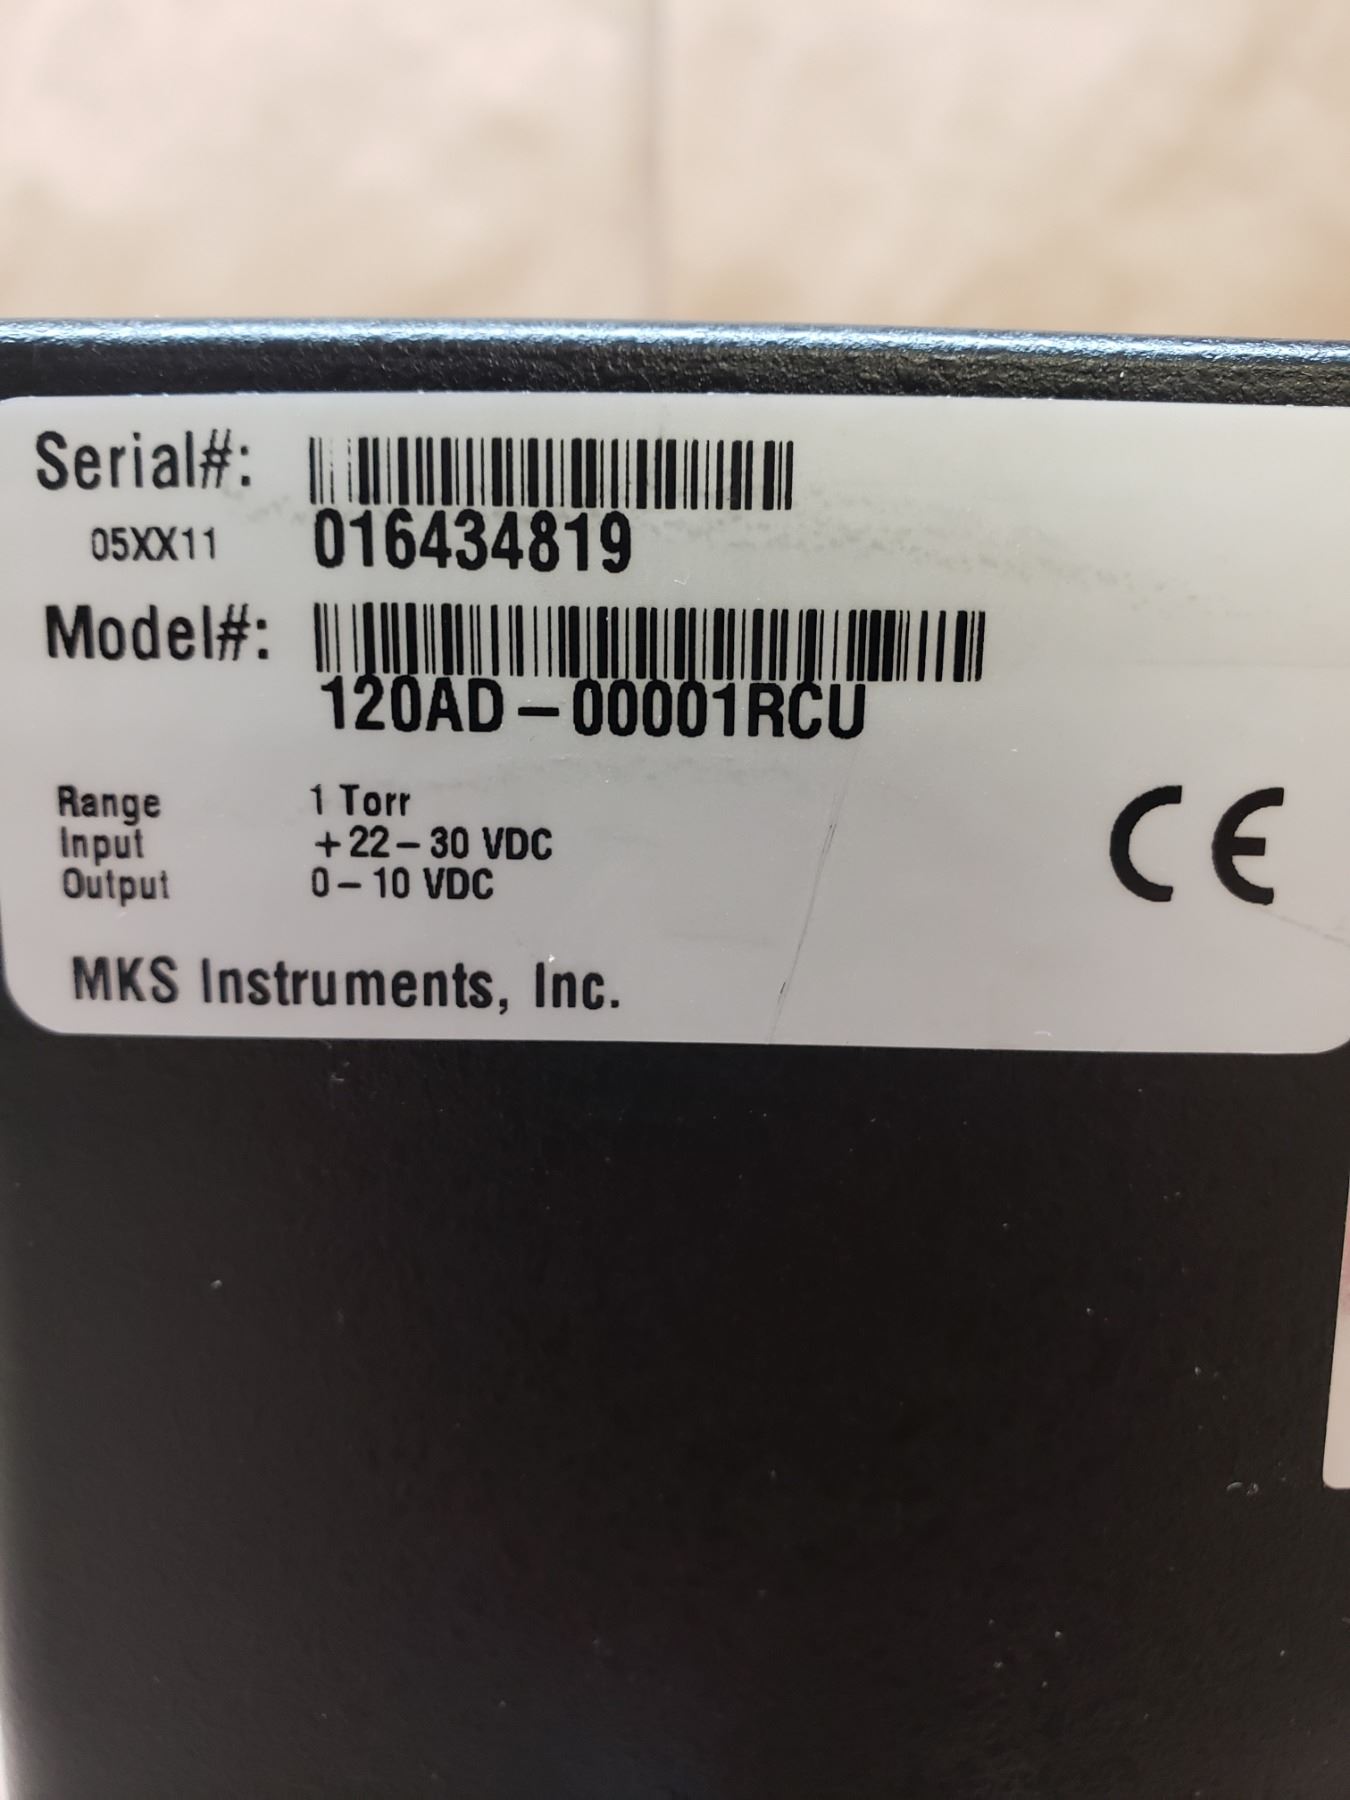 Serial#:
05XX11 016434819
Model#:
120AD-00001RCU
Range 1 Torr
Input +22-30 VDC
Output 0-10 VDC
CE
MKS Instruments, Inc.